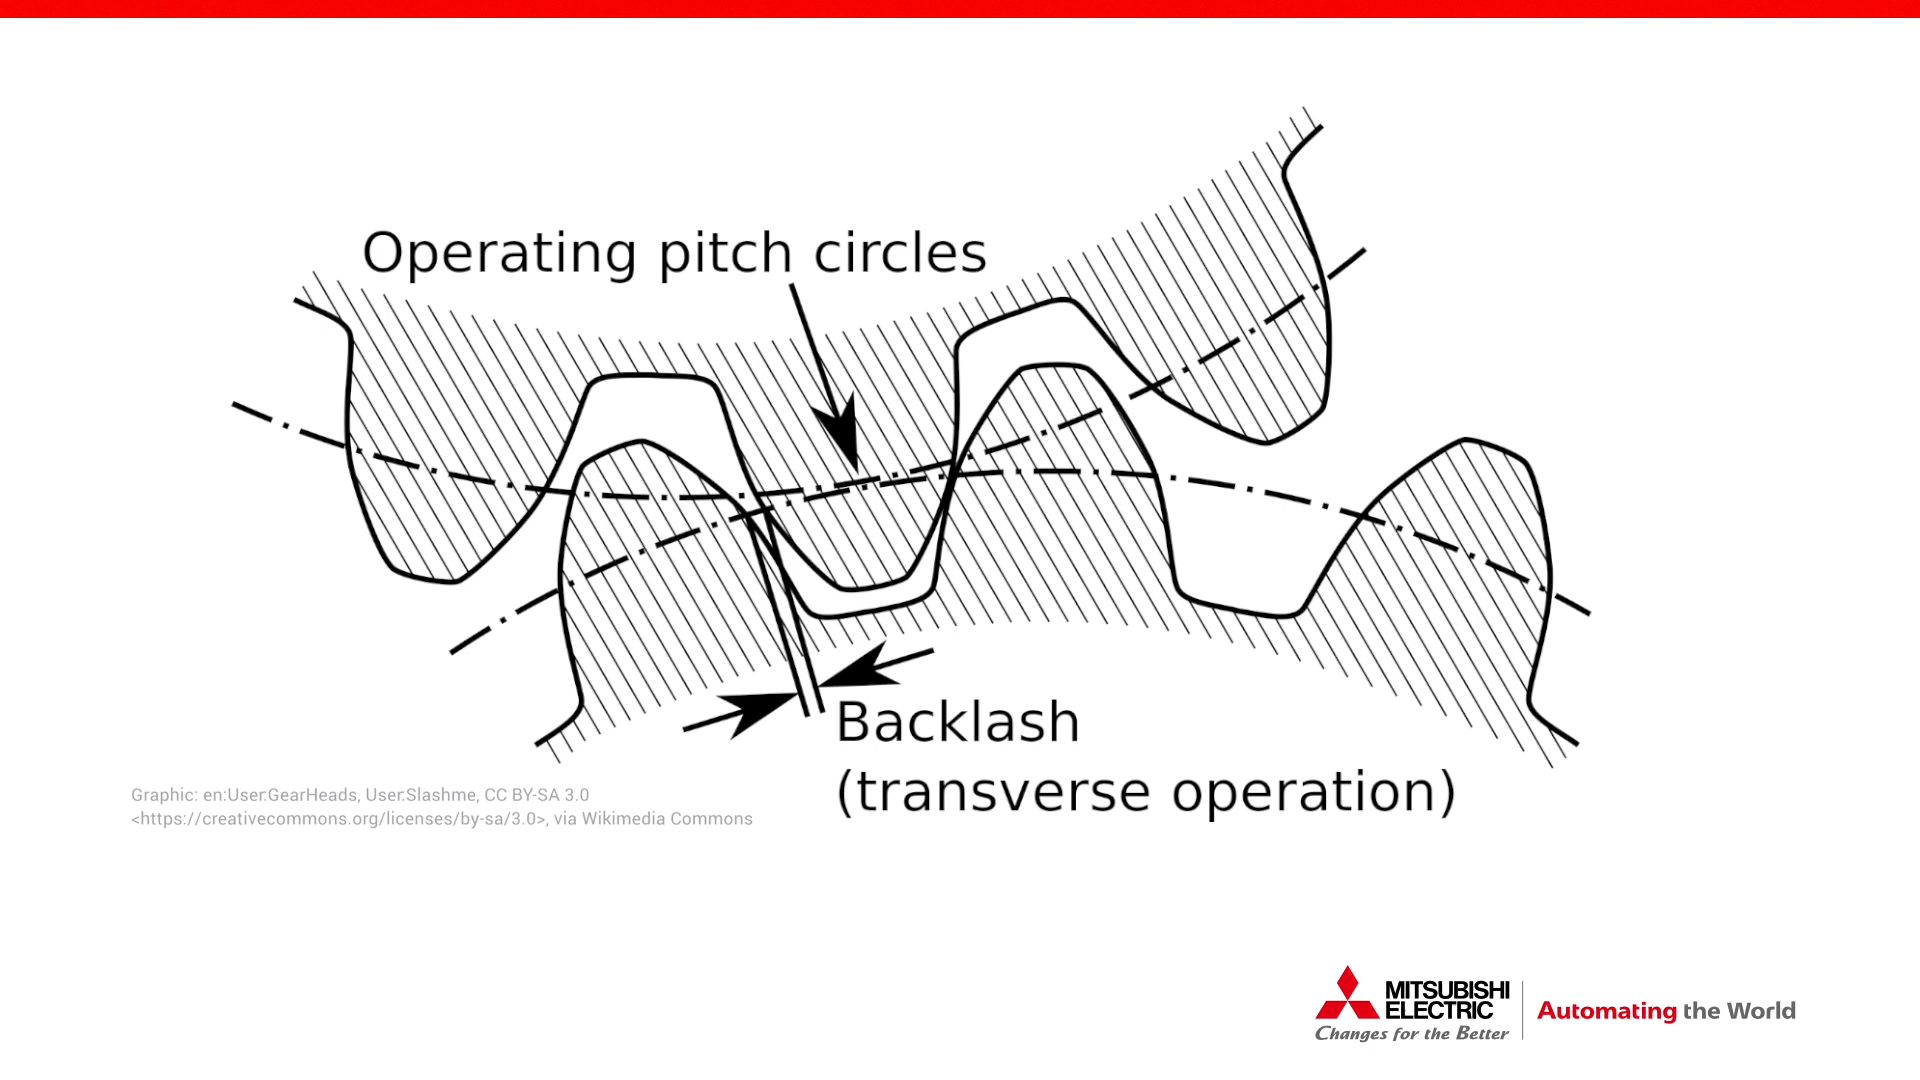 Operating pitch circles
Backlash
(transverse operation)
Graphic: en:User:GearHeads, User:Slashme, CC BY-SA 3.0
<https://creativecommons.org/licenses/by-sa/3.0>, via Wikimedia Commons
MITSUBISHI
ELECTRIC
Changes for the Better
Automating the World